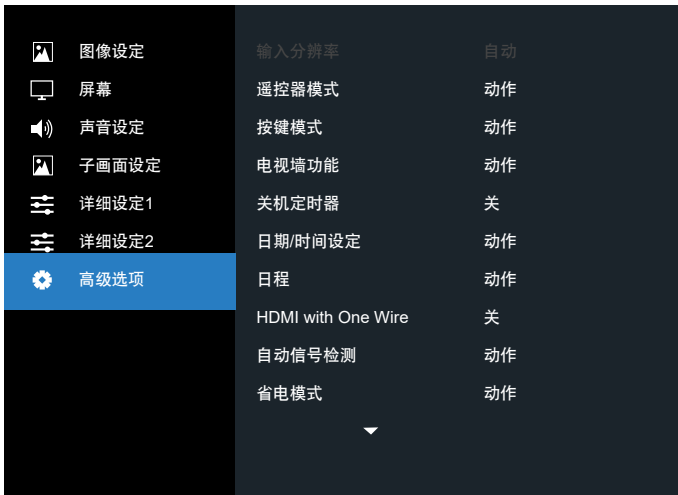 图像设定
屏幕
声音设定
子画面设定
详细设定1
详细设定2
高级选项
输入分辨率 自动
遥控器模式 动作
按键模式 动作
电视墙功能 动作
关机定时器 关
日期/时间设定 动作
日程 动作
HDMI with One Wire 关
自动信号检测 动作
省电模式 动作